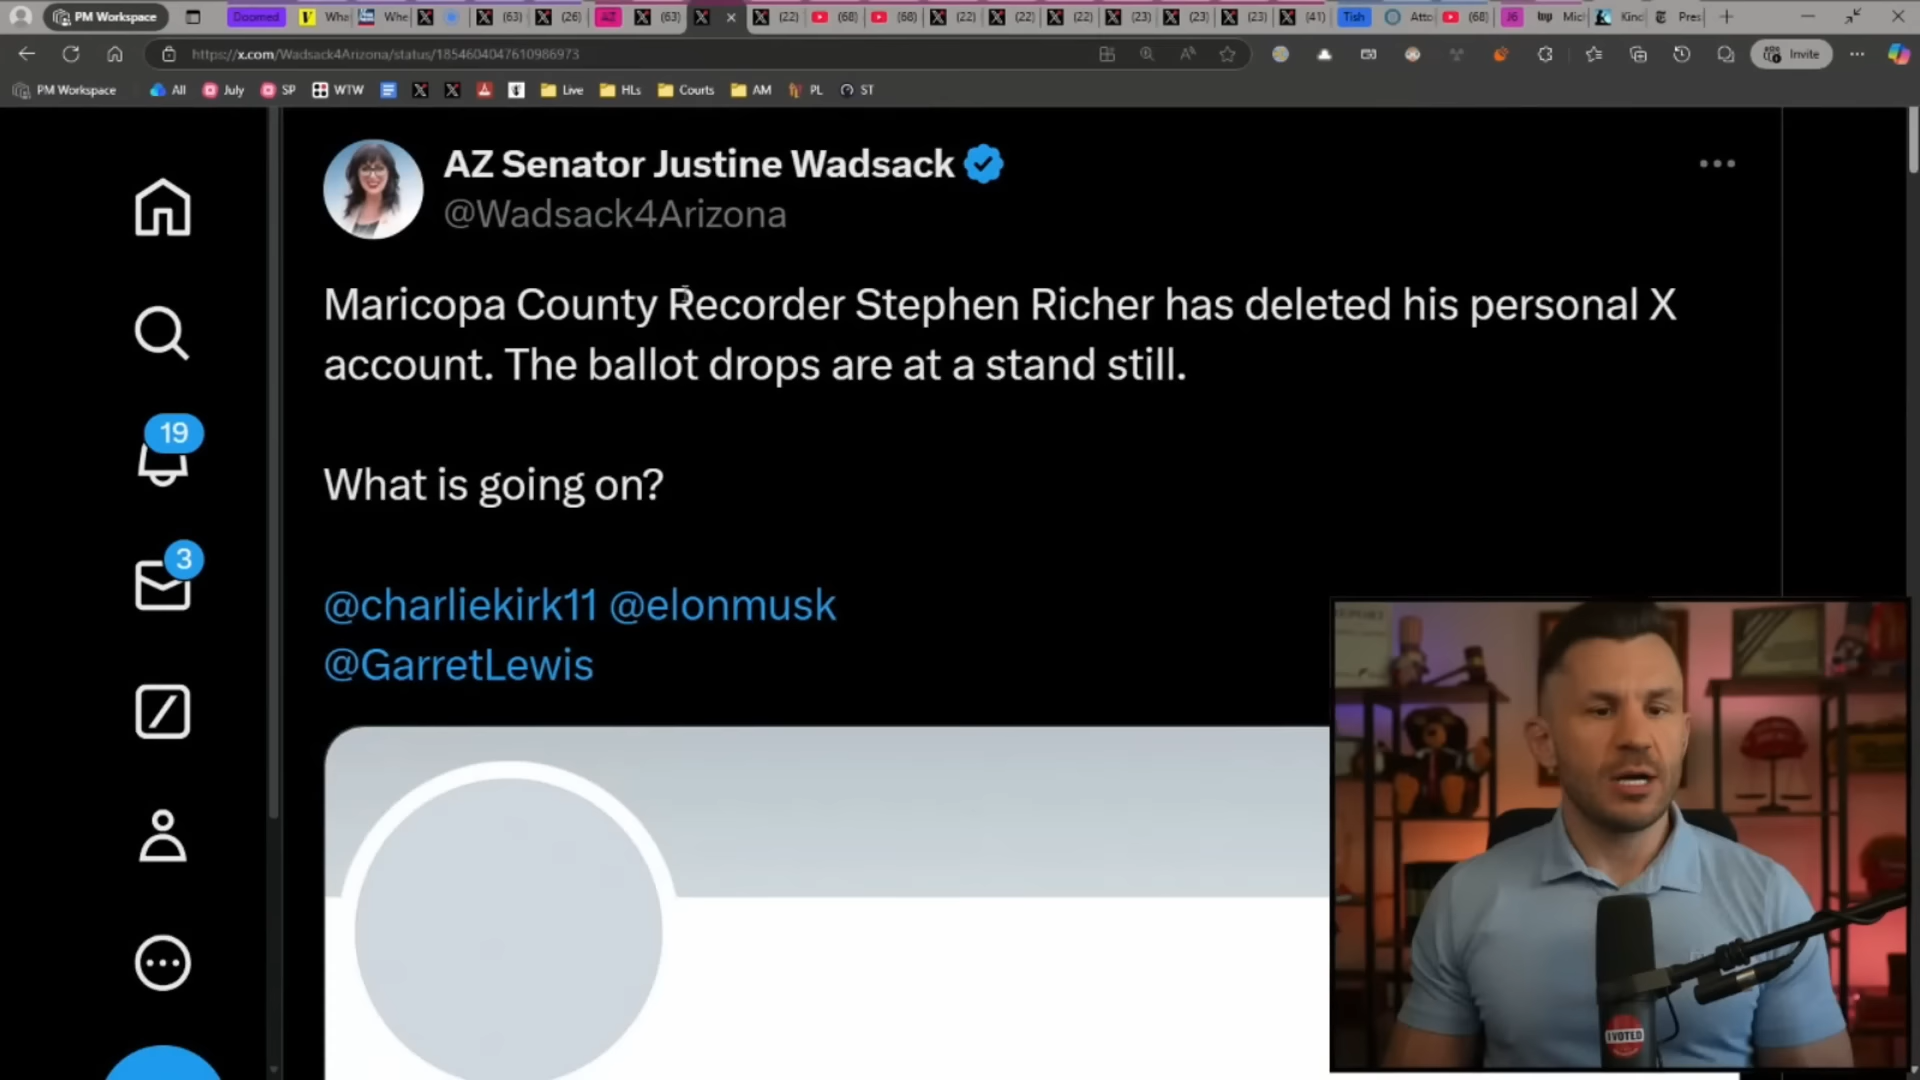 PM Workspace
Doomed
Wha
Whe
(63)
(26)
AZ
(63)
(22)
(68)
(68)
(22)
(22)
(22)
(23)
(23)
(23)
(41)
Tish
Atto
(68)
J6
Mic
Kinc
Pres
https://x.com/Wadsack4Arizona/status/1854604047610986973
Invite
PM Workspace
All
July
SP
WTW
Live
HLs
Courts
AM
PL
ST
AZ Senator Justine Wadsack
@Wadsack4Arizona
Maricopa County Recorder Stephen Richer has deleted his personal X
account. The ballot drops are at a stand still.
What is going on?
@charliekirk11 @elonmusk
@GarretLewis
19
3
I VOTED